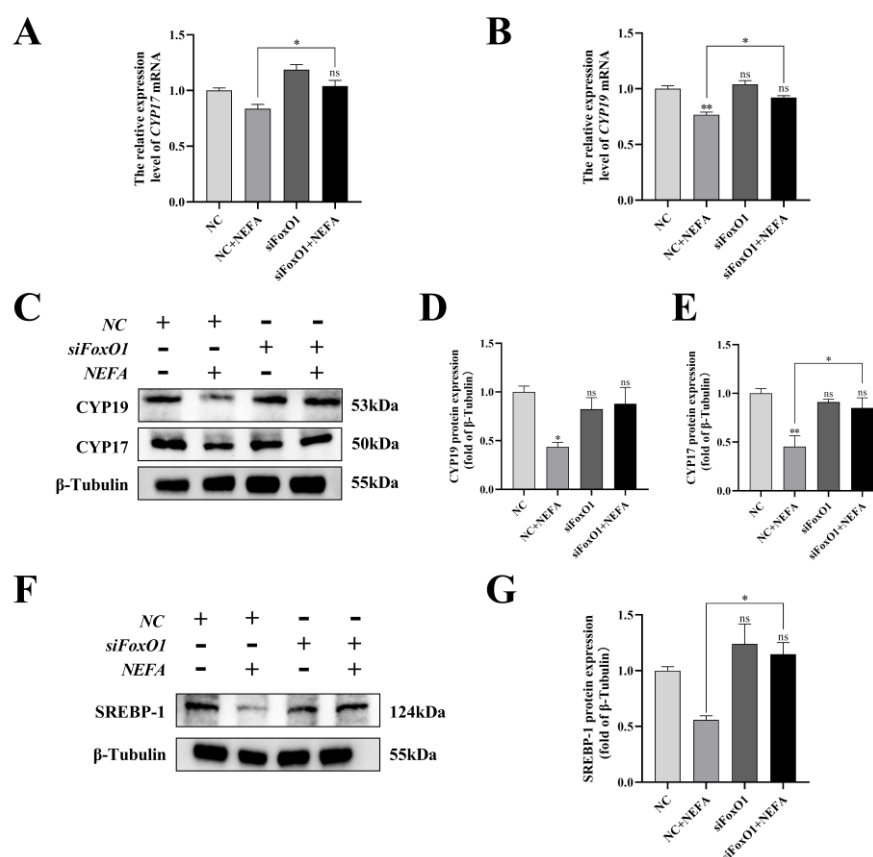 A
The relative expression
level of CYP17 mRNA
1.5
1.0
0.5
0.0
*
ns
NC
NC+NEFA
siFoxO1
siFoxO1+NEFA
B
The relative expression
level of CYP19 mRNA
1.5
1.0
0.5
0.0
*
**
ns
ns
NC
NC+NEFA
siFoxO1
siFoxO1+NEFA
C
NC + + - -
siFoxO1 - - + +
NEFA - + - +
CYP19 53kDa
CYP17 50kDa
β-Tubulin 55kDa
D
CYP19 protein expression
(fold of β-Tubulin)
1.5
1.0
0.5
0.0
*
ns
ns
NC
NC+NEFA
siFoxO1
siFoxO1+NEFA
E
CYP17 protein expression
(fold of β-Tubulin)
1.5
1.0
0.5
0.0
*
**
ns
ns
NC
NC+NEFA
siFoxO1
siFoxO1+NEFA
F
NC + + - -
siFoxO1 - - + +
NEFA - + - +
SREBP-1 124kDa
β-Tubulin 55kDa
G
SREBP-1 protein expression
(fold of β-Tubulin)
1.5
1.0
0.5
0.0
*
ns
ns
NC
NC+NEFA
siFoxO1
siFoxO1+NEFA